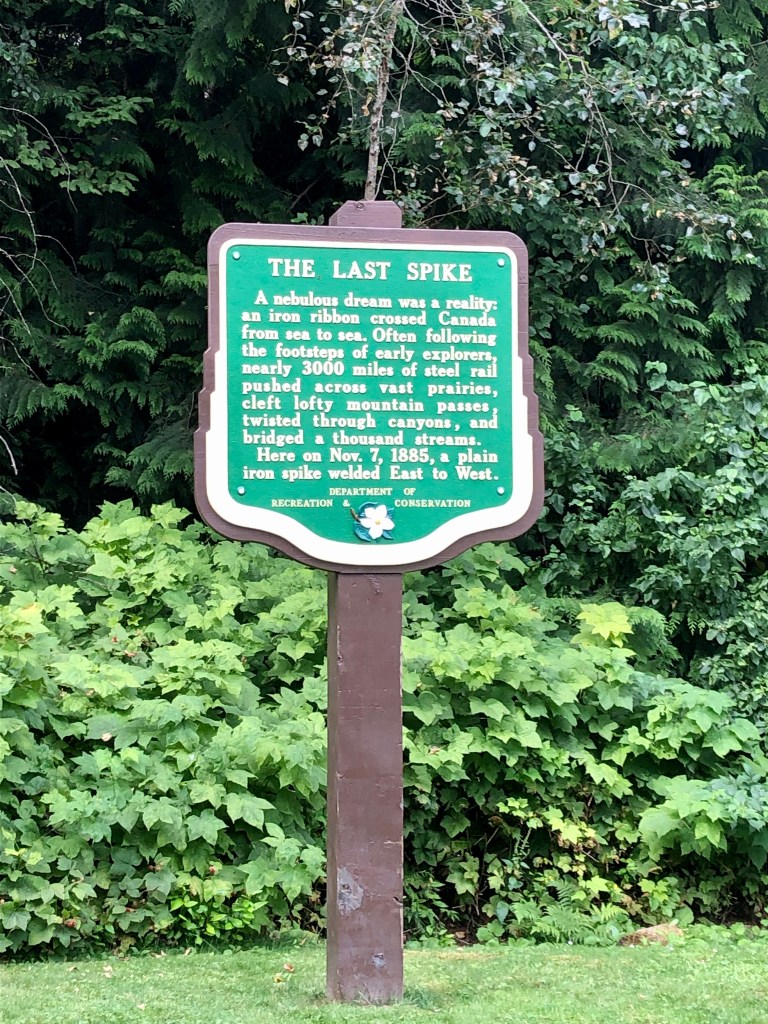 THE LAST SPIKE
A nebulous dream was a reality:
an iron ribbon crossed Canada
from sea to sea. Often following
the footsteps of early explorers,
nearly 3000 miles of steel rail
pushed across vast prairies,
cleft lofty mountain passes,
twisted through canyons, and
bridged a thousand streams.
Here on Nov. 7, 1885, a plain
iron spike welded East to West.
DEPARTMENT OF
RECREATION & CONSERVATION